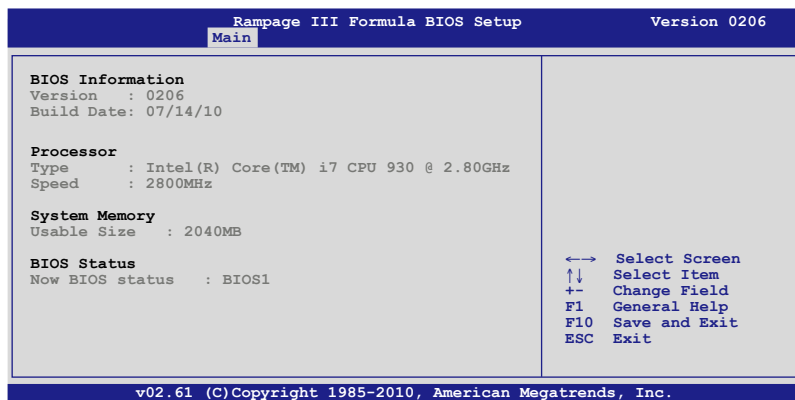 Rampage III Formula BIOS Setup Version 0206
Main
BIOS Information
Version : 0206
Build Date: 07/14/10
Processor
Type : Intel(R) Core(TM) i7 CPU 930 @ 2.80GHz
Speed : 2800MHz
System Memory
Usable Size : 2040MB
BIOS Status
Now BIOS status : BIOS1
←→ Select Screen
↑↓ Select Item
+- Change Field
F1 General Help
F10 Save and Exit
ESC Exit
v02.61 (C)Copyright 1985-2010, American Megatrends, Inc.